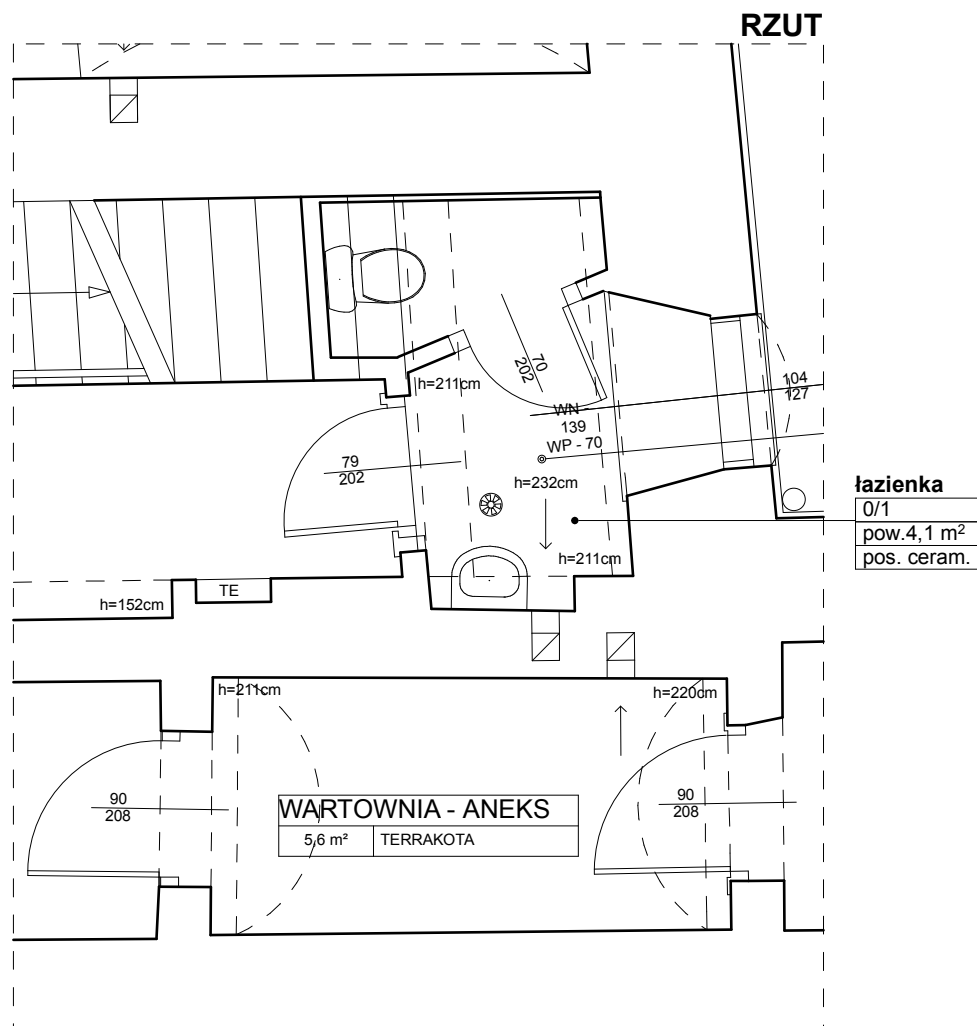 RZUT
h=211cm
70
202
104
127
WN -
139
WP - 70
79
202
h=232cm
łazienka
0/1
pow.4,1 m²
pos. ceram.
h=211cm
TE
h=152cm
h=211cm
h=220cm
90
208
90
208
WARTOWNIA - ANEKS
5,6 m² TERRAKOTA